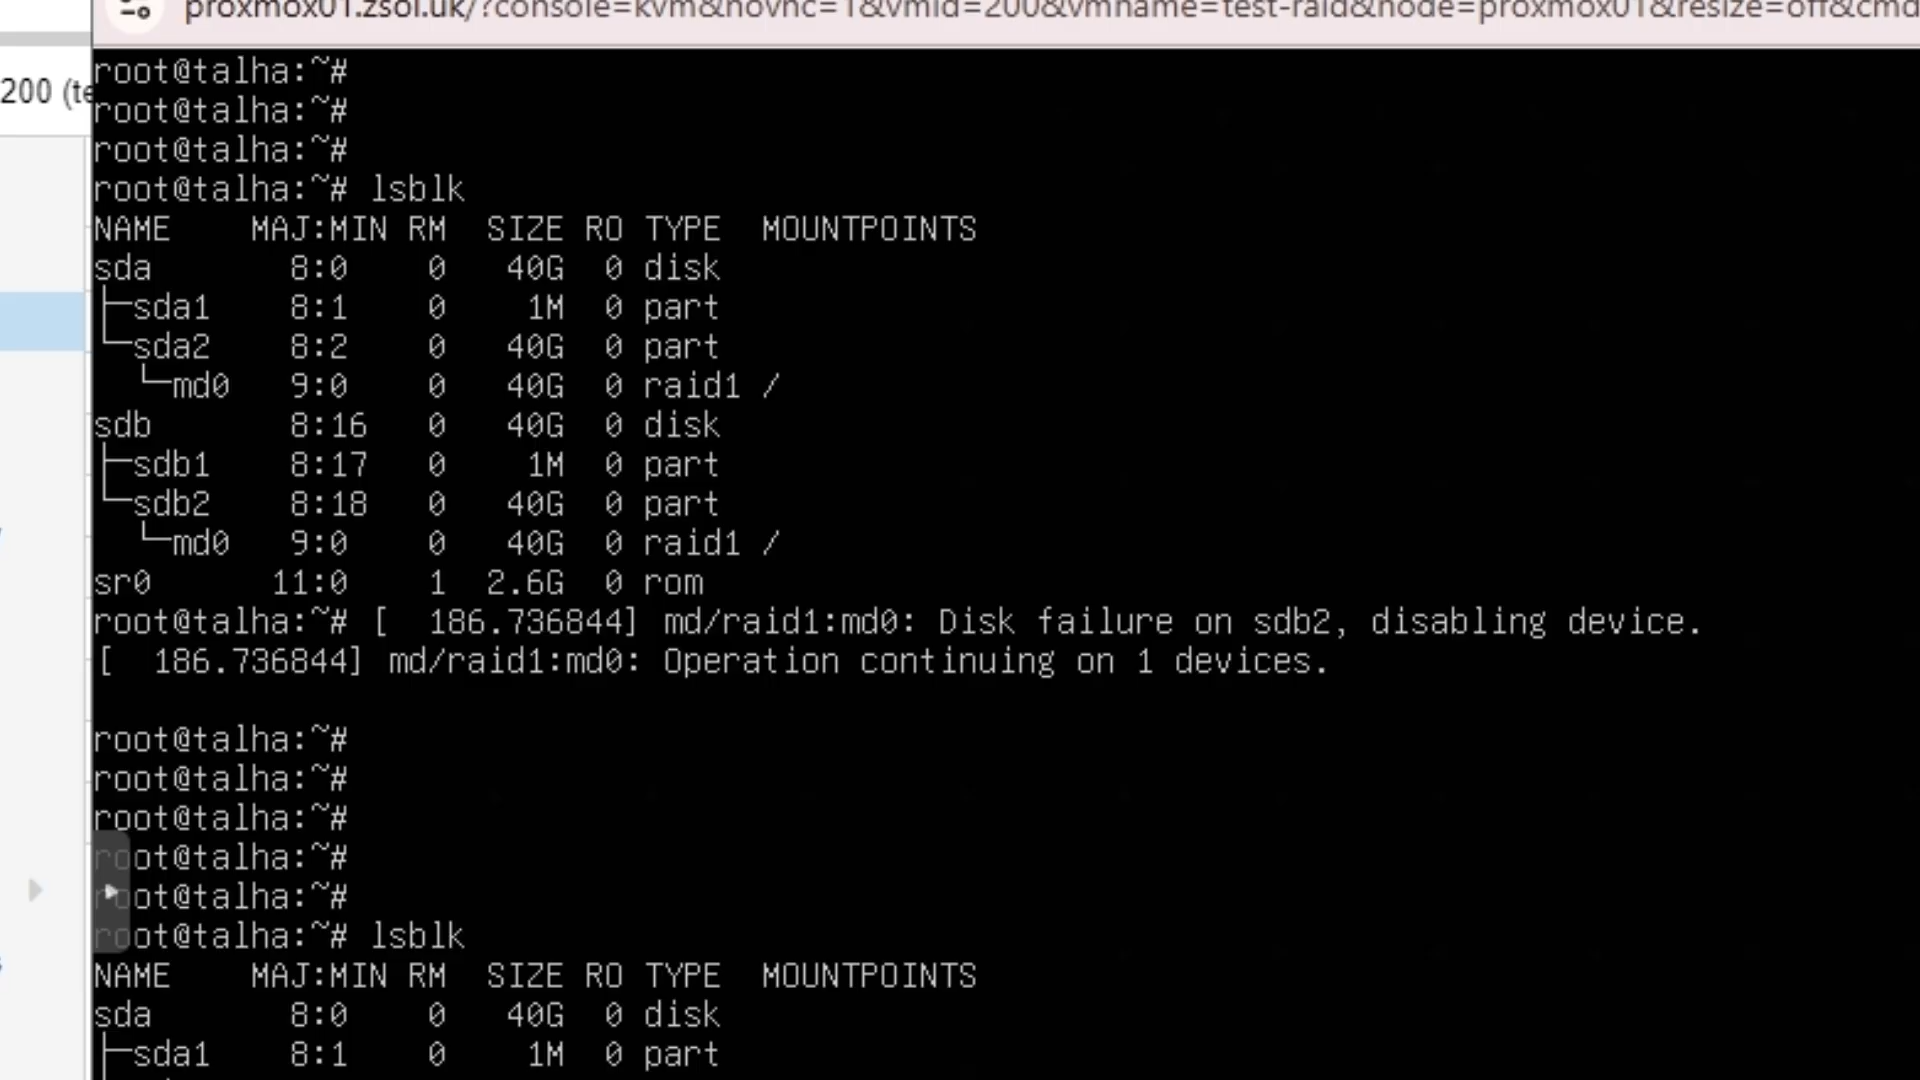 proxmox01.zsol.uk/?console=kvm&novnc=1&vmid=200&vmname=test-raid&node=proxmox01&resize=off&cmd
200 (te
root@talha:~#
root@talha:~#
root@talha:~#
root@talha:~# lsblk
NAME    MAJ:MIN RM  SIZE RO TYPE  MOUNTPOINTS
sda       8:0    0   40G  0 disk
├─sda1    8:1    0    1M  0 part
└─sda2    8:2    0   40G  0 part
  └─md0   9:0    0   40G  0 raid1 /
sdb       8:16   0   40G  0 disk
├─sdb1    8:17   0    1M  0 part
└─sdb2    8:18   0   40G  0 part
  └─md0   9:0    0   40G  0 raid1 /
sr0      11:0    1  2.6G  0 rom
root@talha:~# [  186.736844] md/raid1:md0: Disk failure on sdb2, disabling device.
[  186.736844] md/raid1:md0: Operation continuing on 1 devices.
root@talha:~#
root@talha:~#
root@talha:~#
root@talha:~#
root@talha:~#
root@talha:~# lsblk
NAME    MAJ:MIN RM  SIZE RO TYPE  MOUNTPOINTS
sda       8:0    0   40G  0 disk
├─sda1    8:1    0    1M  0 part